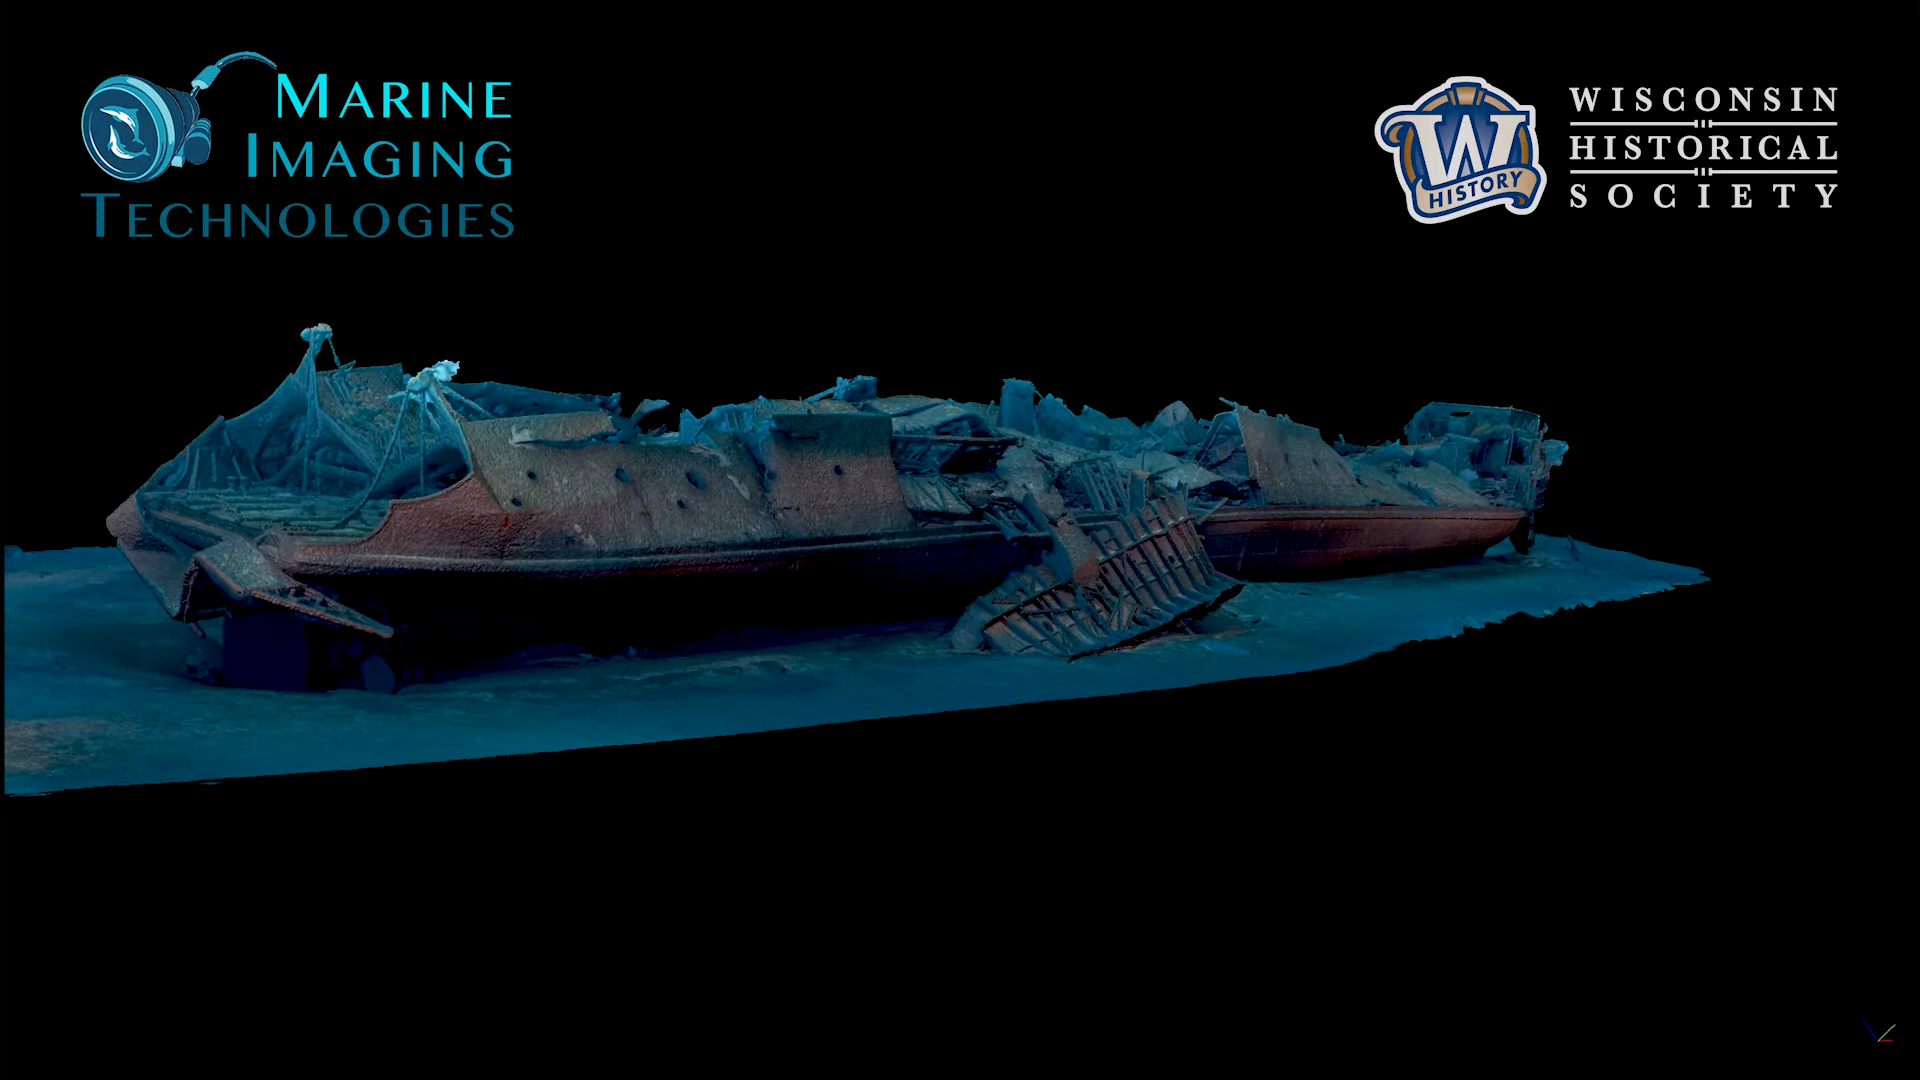 MARINE
IMAGING
TECHNOLOGIES
W
HISTORY
WISCONSIN
HISTORICAL
SOCIETY